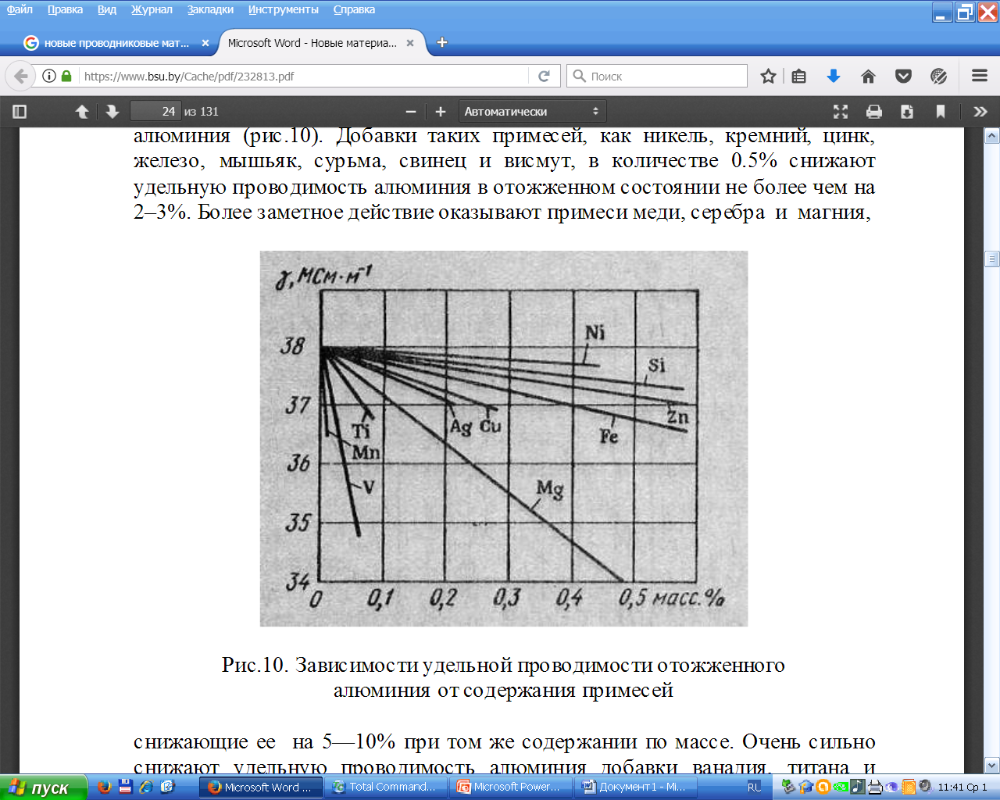 Файл Правка Вид Журнал Закладки Инструменты Справка
новые проводниковые мат...
Microsoft Word - Новые материа...
https://www.bsu.by/Cache/pdf/232813.pdf
Поиск
24 из 131
Автоматически
алюминия (рис.10). Добавки таких примесей, как никель, кремний, цинк,
железо, мышьяк, сурьма, свинец и висмут, в количестве 0.5% снижают
удельную проводимость алюминия в отожженном состоянии не более чем на
2–3%. Более заметное действие оказывают примеси меди, серебра и магния,
γ, МСм·м⁻¹
Ni
38
Si
37
Zn
Ag Cu
Fe
Ti
Mn
36
V
Mg
35
34
0 0,1 0,2 0,3 0,4 0,5 масс.%
Рис.10. Зависимости удельной проводимости отожженного
алюминия от содержания примесей
снижающие ее на 5—10% при том же содержании по массе. Очень сильно
снижают удельную проводимость алюминия добавки ванадия, титана и
пуск
Microsoft Word ...
Total Command...
Microsoft Power...
Документ1 - Mi...
RU
11:41 Ср 1